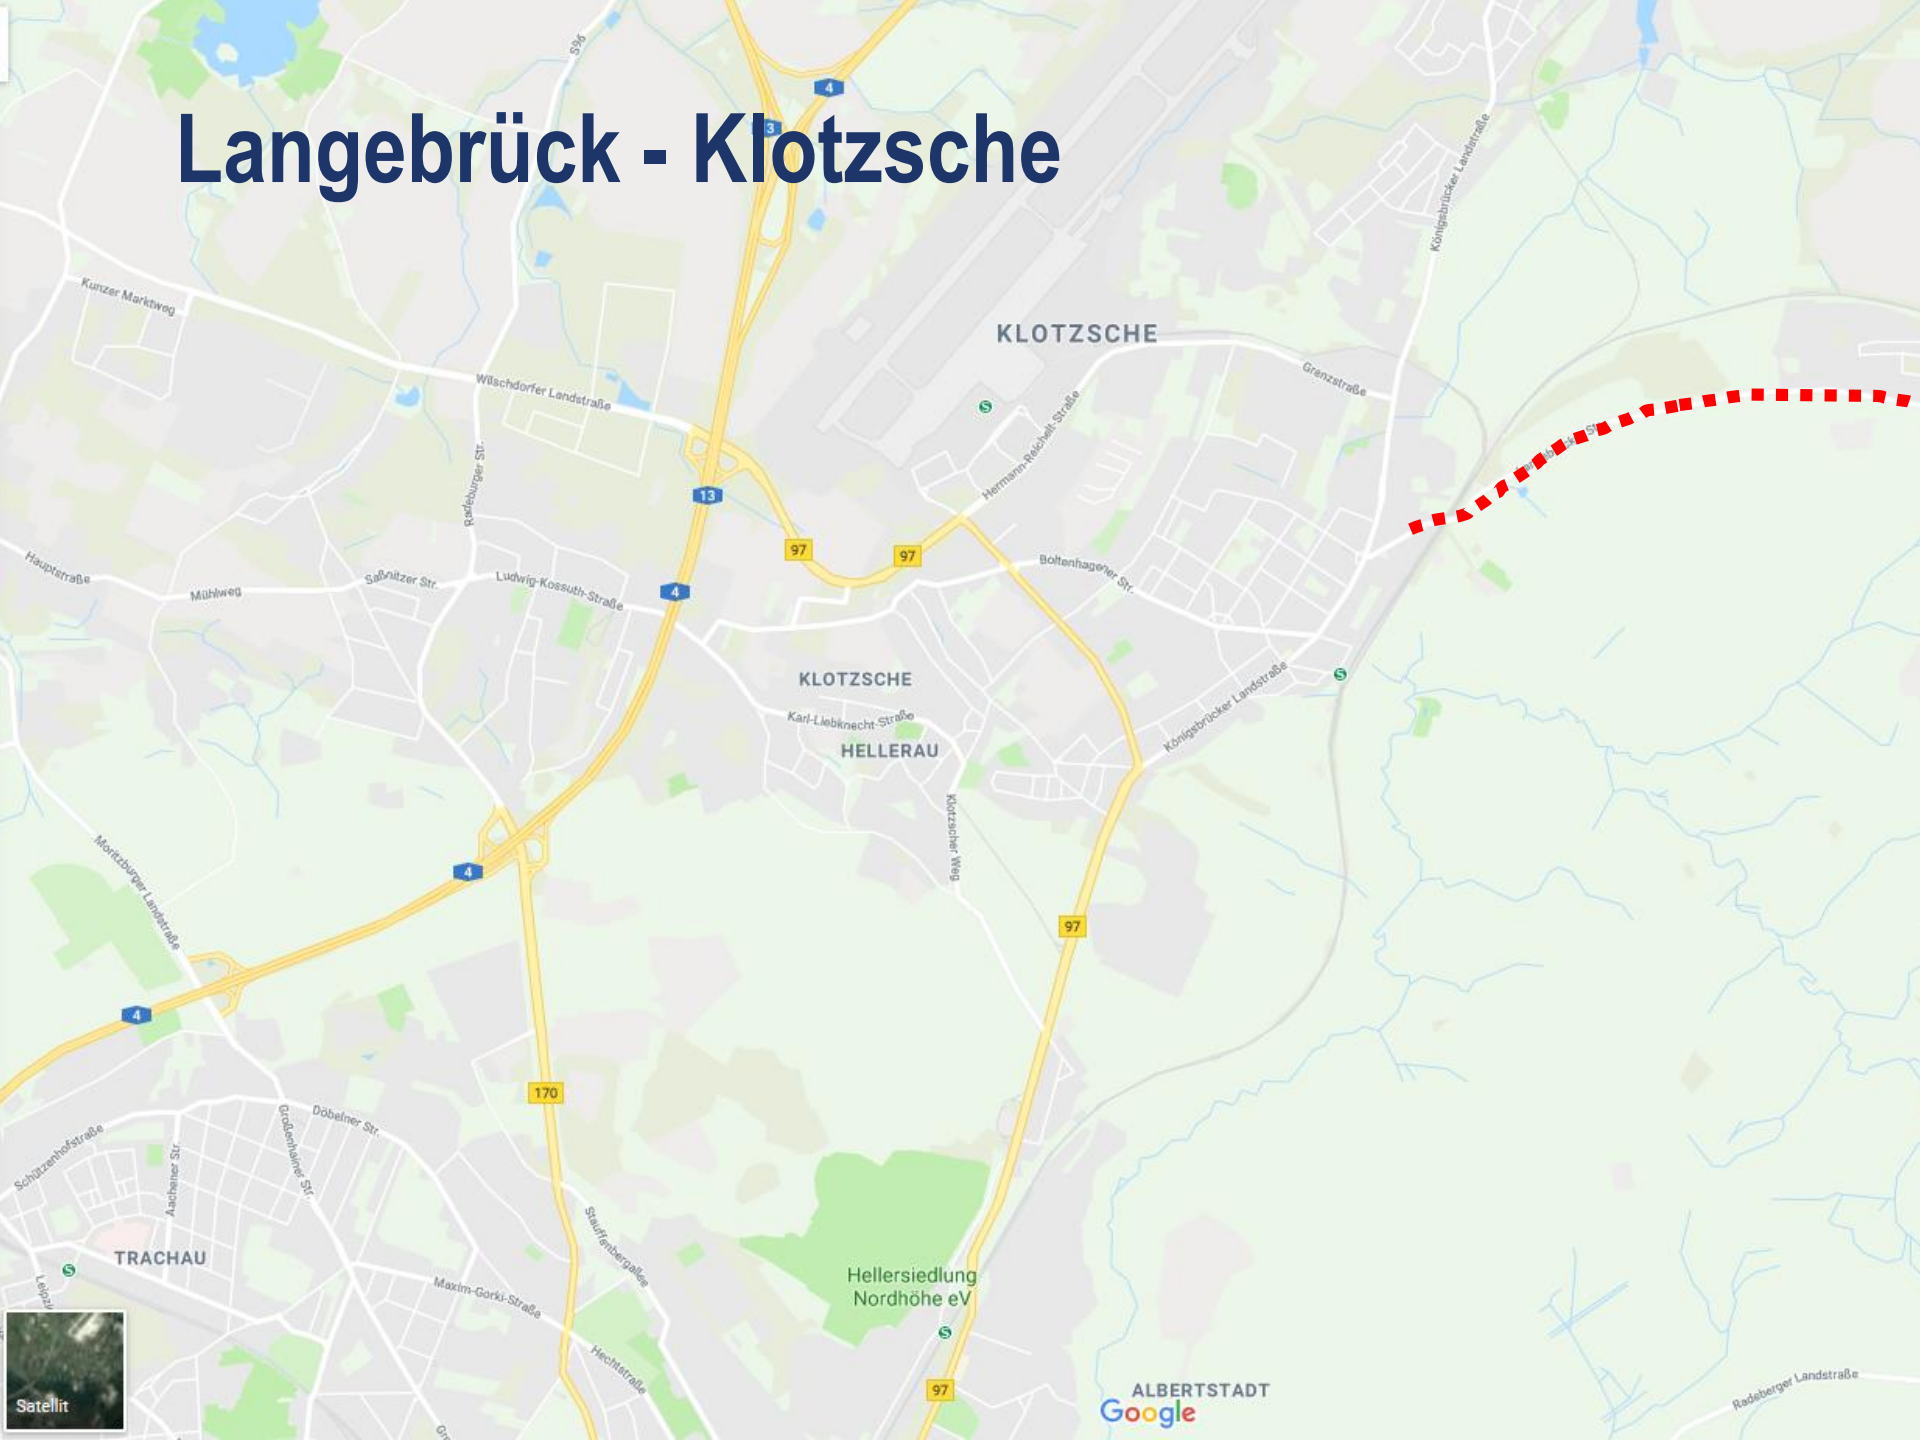 S96
4
3
Langebrück - Klotzsche
Königsbrücker Landstraße
Kunzer Marktweg
KLOTZSCHE
Wilschdorfer Landstraße
Grenzstraße
S
Hermann-Reichelt-Straße
Radeburger Str.
13
97
97
Hauptstraße
Mühlweg
Saßnitzer Str.
Ludwig-Kossuth-Straße
4
Boltenhagener Str.
KLOTZSCHE
Karl-Liebknecht-Straße
HELLERAU
Königsbrücker Landstraße
S
Klotzscher Weg
Moritzburger Landstraße
4
97
4
170
Döbelner Str.
Großenhainer Str.
Schützenhofstraße
Aachener Str.
TRACHAU
S
Stauffenbergallee
Maxim-Gorki-Straße
Hellersiedlung
Nordhöhe eV
S
Hechtstraße
97
Satellit
ALBERTSTADT
Google
Radeberger Landstraße